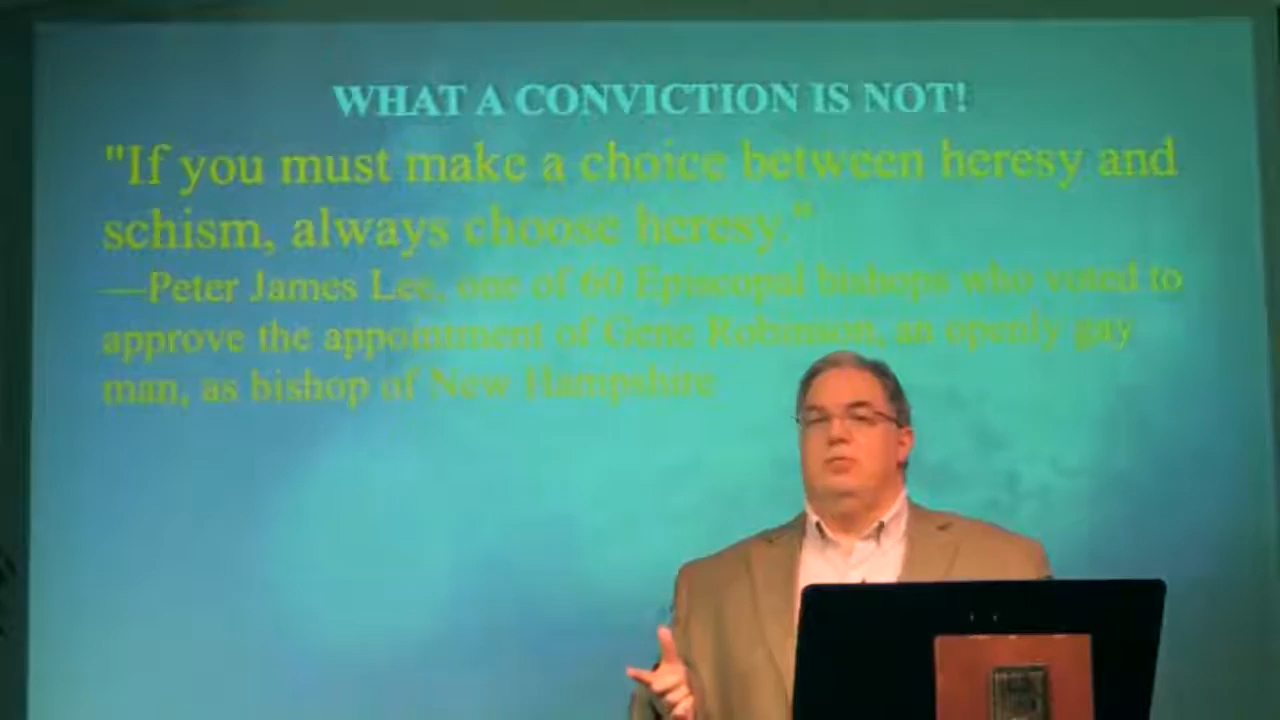 WHAT A CONVICTION IS NOT!
"If you must make a choice between heresy and
schism, always choose heresy."
—Peter James Lee, one of 60 Episcopal bishops who voted to
approve the appointment of Gene Robinson, an openly gay
man, as bishop of New Hampshire